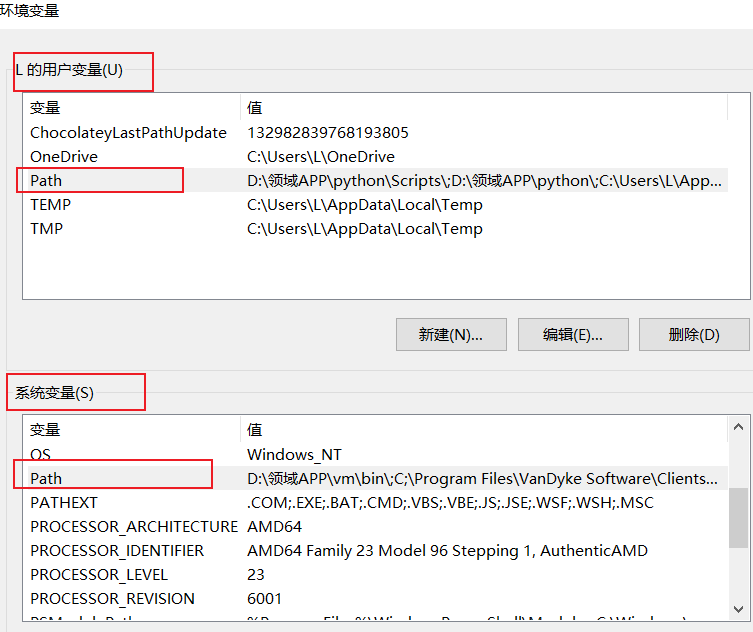 环境变量
L 的用户变量(U)
变量 值
ChocolateyLastPathUpdate 132982839768193805
OneDrive C:\Users\L\OneDrive
Path D:\领域APP\python\Scripts\;D:\领域APP\python\;C:\Users\L\App...
TEMP C:\Users\L\AppData\Local\Temp
TMP C:\Users\L\AppData\Local\Temp
新建(N)... 编辑(E)... 删除(D)
系统变量(S)
变量 值
OS Windows_NT
Path D:\领域APP\vm\bin\;C:\Program Files\VanDyke Software\Clients...
PATHEXT .COM;.EXE;.BAT;.CMD;.VBS;.VBE;.JS;.JSE;.WSF;.WSH;.MSC
PROCESSOR_ARCHITECTURE AMD64
PROCESSOR_IDENTIFIER AMD64 Family 23 Model 96 Stepping 1, AuthenticAMD
PROCESSOR_LEVEL 23
PROCESSOR_REVISION 6001